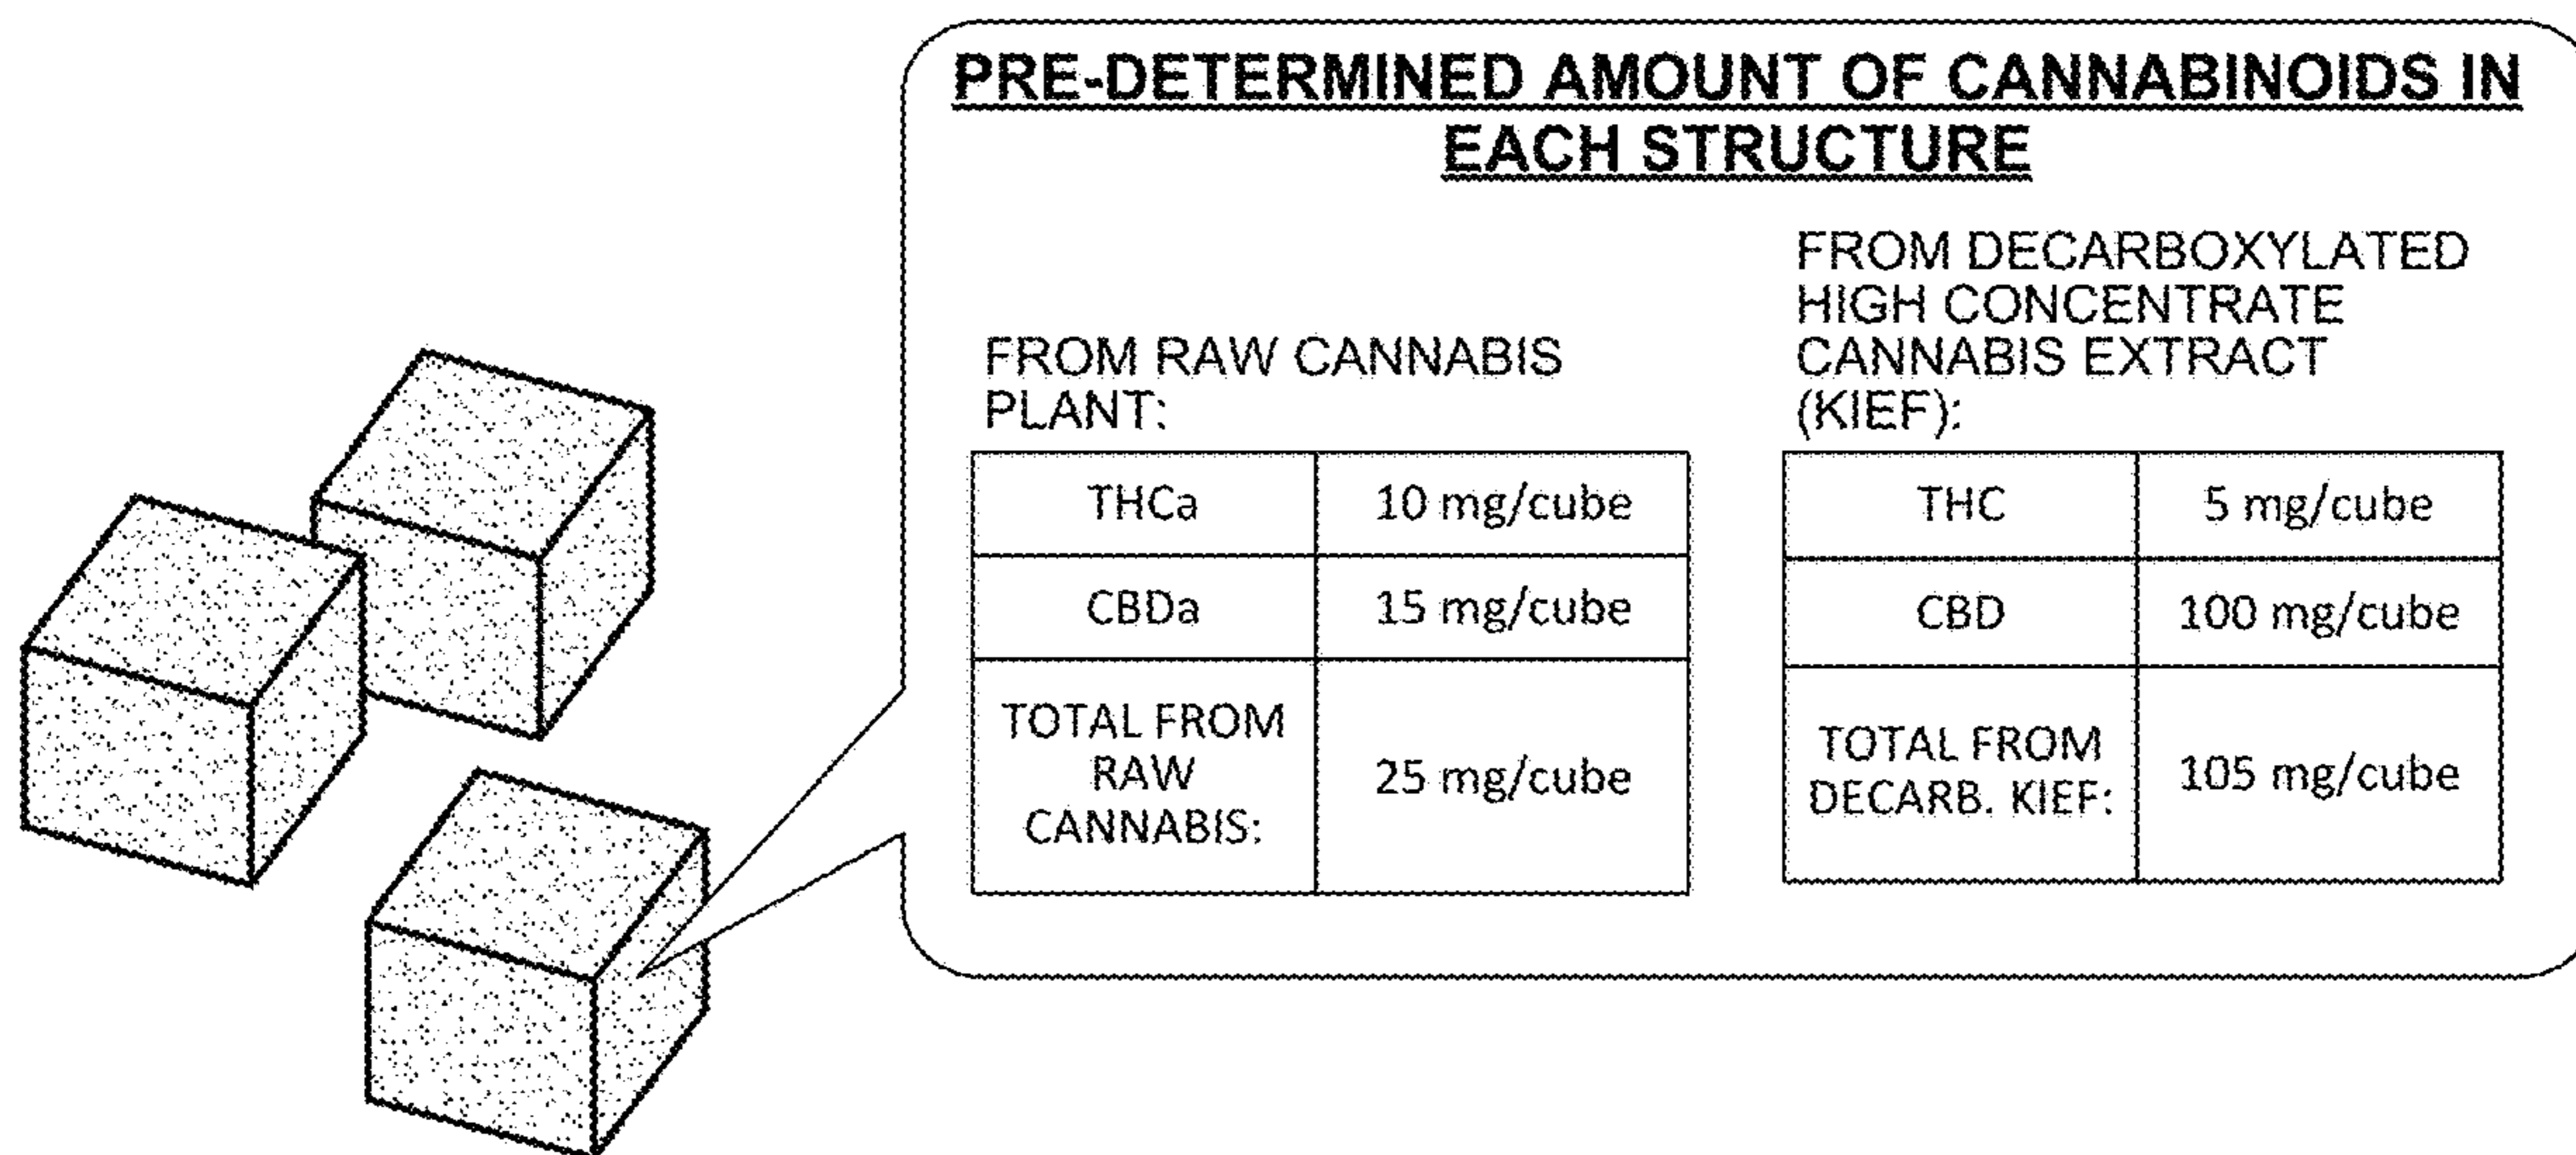 PRE-DETERMINED AMOUNT OF CANNABINOIDS IN
EACH STRUCTURE
FROM RAW CANNABIS
PLANT:
THCa 10 mg/cube
CBDa 15 mg/cube
TOTAL FROM
RAW
CANNABIS:
25 mg/cube
FROM DECARBOXYLATED
HIGH CONCENTRATE
CANNABIS EXTRACT
(KIEF):
THC 5 mg/cube
CBD 100 mg/cube
TOTAL FROM
DECARB. KIEF:
105 mg/cube